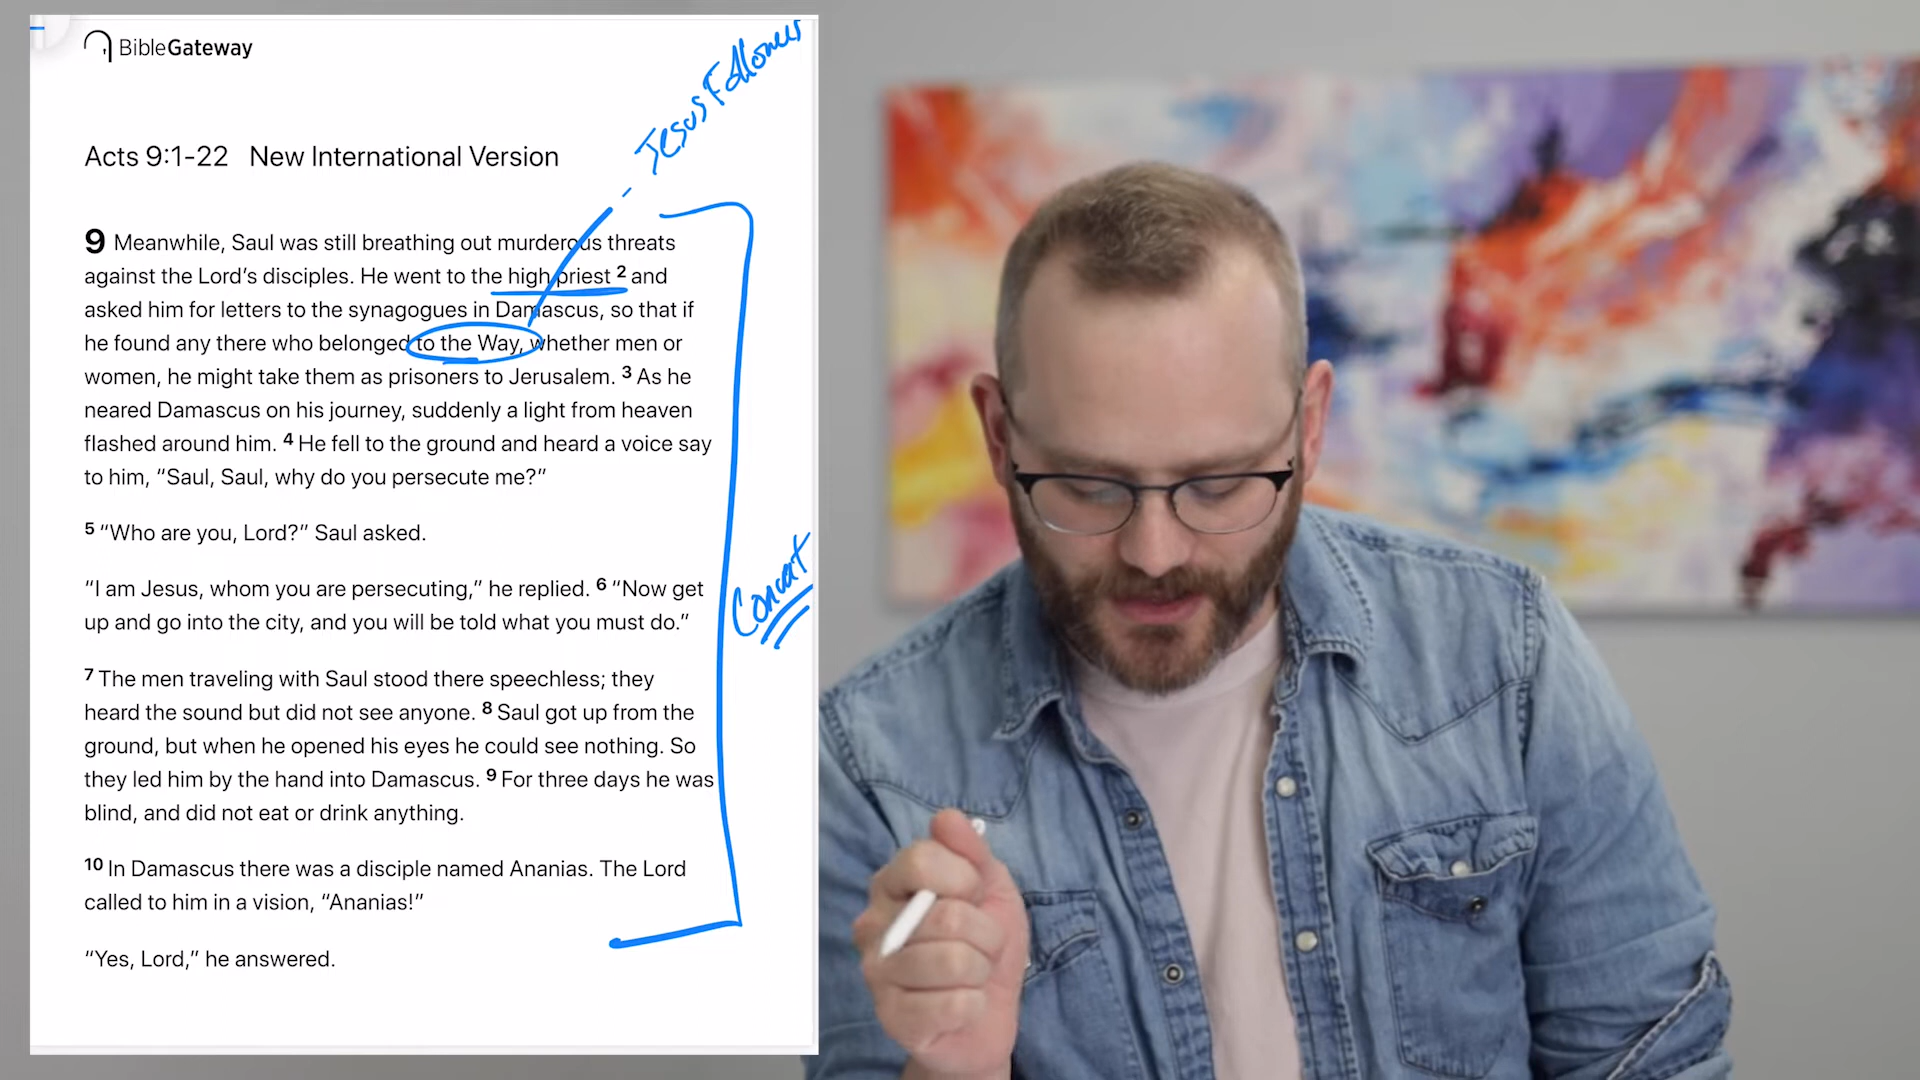 BibleGateway
Jesus Followers
Acts 9:1-22 New International Version
9 Meanwhile, Saul was still breathing out murderous threats
against the Lord’s disciples. He went to the high priest 2 and
asked him for letters to the synagogues in Damascus, so that if
he found any there who belonged to the Way, whether men or
women, he might take them as prisoners to Jerusalem. 3 As he
neared Damascus on his journey, suddenly a light from heaven
flashed around him. 4 He fell to the ground and heard a voice say
to him, “Saul, Saul, why do you persecute me?”
5 “Who are you, Lord?” Saul asked.
“I am Jesus, whom you are persecuting,” he replied. 6 “Now get
up and go into the city, and you will be told what you must do.”
7 The men traveling with Saul stood there speechless; they
heard the sound but did not see anyone. 8 Saul got up from the
ground, but when he opened his eyes he could see nothing. So
they led him by the hand into Damascus. 9 For three days he was
blind, and did not eat or drink anything.
10 In Damascus there was a disciple named Ananias. The Lord
called to him in a vision, “Ananias!”
“Yes, Lord,” he answered.